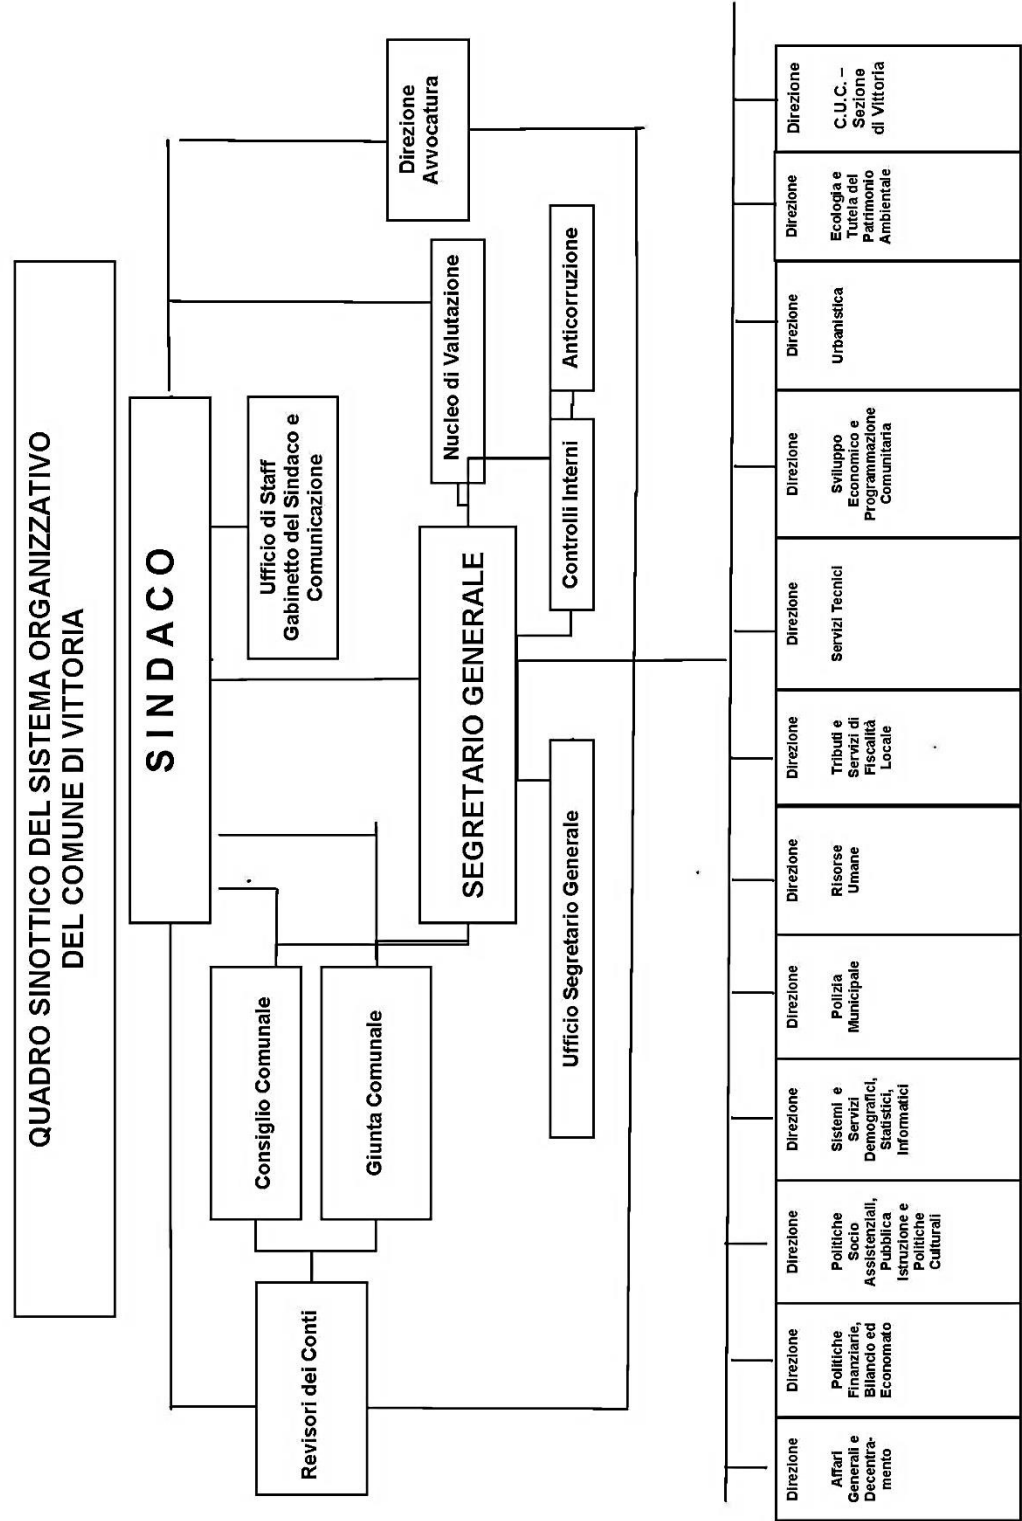 QUADRO SINOTTICO DEL SISTEMA ORGANIZZATIVO
DEL COMUNE DI VITTORIA
SINDACO
Ufficio di Staff
Gabinetto del Sindaco e
Comunicazione
Direzione
Avvocatura
Consiglio Comunale
Giunta Comunale
Revisori dei Conti
SEGRETARIO GENERALE
Nucleo di Valutazione
Ufficio Segretario Generale
Controlli Interni
Anticorruzione
Direzione
Affari
Generali e
Decentra-
mento
Direzione
Politiche
Finanziarie,
Bilancio ed
Economato
Direzione
Politiche
Socio
Assistenziali,
Pubblica
Istruzione e
Politiche
Culturali
Direzione
Sistemi e
Servizi
Demografici,
Statistici,
Informatici
Direzione
Polizia
Municipale
Direzione
Risorse
Umane
Direzione
Tributi e
Servizi di
Fiscalità
Locale
Direzione
Servizi Tecnici
Direzione
Sviluppo
Economico e
Programmazione
Comunitaria
Direzione
Urbanistica
Direzione
Ecologia e
Tutela del
Patrimonio
Ambientale
Direzione
C.U.C. –
Sezione
di Vittoria